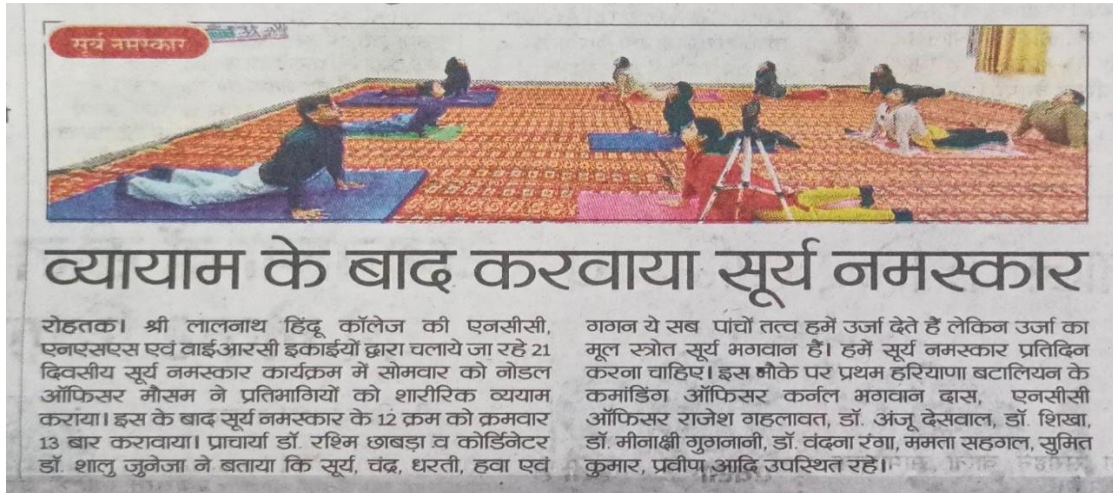 सूर्य नमस्कार
व्यायाम के बाद करवाया सूर्य नमस्कार
रोहतक। श्री लालनाथ हिंदू कॉलेज की एनसीसी,
एनएसएस एवं वाईआरसी इकाईयों द्वारा चलाये जा रहे 21
दिवसीय सूर्य नमस्कार कार्यक्रम में सोमवार को नोडल
ऑफिसर मौसम ने प्रतिभागियों को शारीरिक व्ययाम
कराया। इस के बाद सूर्य नमस्कार के 12 क्रम को क्रमवार
13 बार करावाया। प्राचार्या डॉ. रश्मि छाबड़ा व कोर्डिनेटर
डॉ. शालु जुनेजा ने बताया कि सूर्य, चंद्र, धरती, हवा एवं
गगन ये सब पांचों तत्व हमें उर्जा देते हैं लेकिन उर्जा का
मूल स्त्रोत सूर्य भगवान हैं। हमें सूर्य नमस्कार प्रतिदिन
करना चाहिए। इस मौके पर प्रथम हरियाणा बटालियन के
कमांडिंग ऑफिसर कर्नल भगवान दास, एनसीसी
ऑफिसर राजेश गहलावत, डॉ. अंजू देसवाल, डॉ. शिखा,
डॉ. मीनाक्षी गुगनानी, डॉ. वंदना रंगा, ममता सहगल, सुमित
कुमार, प्रवीण आदि उपस्थित रहे।